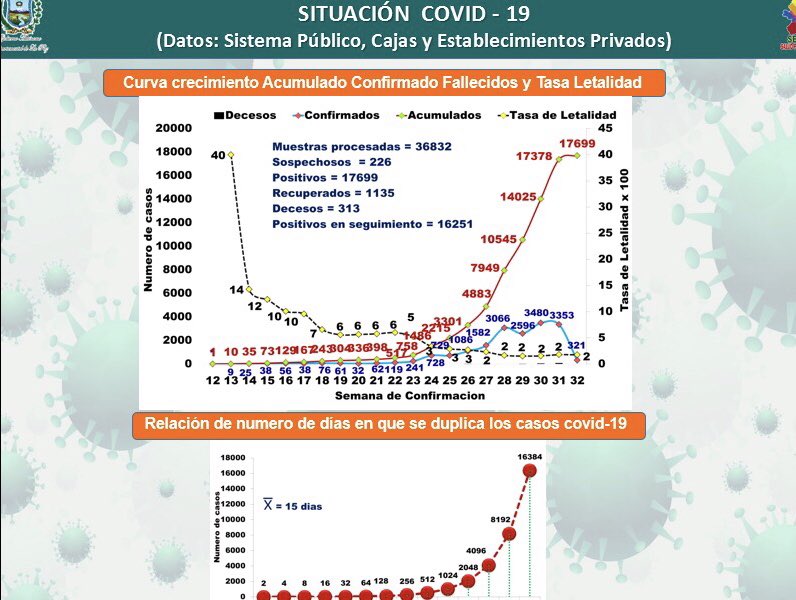 SITUACIÓN COVID - 19
(Datos: Sistema Público, Cajas y Establecimientos Privados)
Curva crecimiento Acumulado Confirmado Fallecidos y Tasa Letalidad
Decesos Confirmados Acumulados Tasa de Letalidad
Muestras procesadas = 36832
Sospechosos = 226
Positivos = 17699
Recuperados = 1135
Decesos = 313
Positivos en seguimiento = 16251
Numero de casos
20000
18000
16000
14000
12000
10000
8000
6000
4000
2000
0
Tasa de Letalidad x 100
45
40
35
30
25
20
15
10
5
0
40 14 12 10 10 7 6 6 6 6 5 3 3 3 2 2 2 2 2 2
1 10 35 73 129 167 243 304 336 398 517 758 1486 2215 3301 4883 7949 10545 14025 17378 17699
9 25 38 56 38 76 61 32 62 119 241 728 729 1086 1582 3066 2596 3480 3353 321
12 13 14 15 16 17 18 19 20 21 22 23 24 25 26 27 28 29 30 31 32
Semana de Confirmacion
Relación de numero de días en que se duplica los casos covid-19
Numero de casos
18000
16000
14000
12000
10000
8000
6000
4000
2000
0
X = 15 dias
2 4 8 16 32 64 128 256 512 1024 2048 4096 8192 16384